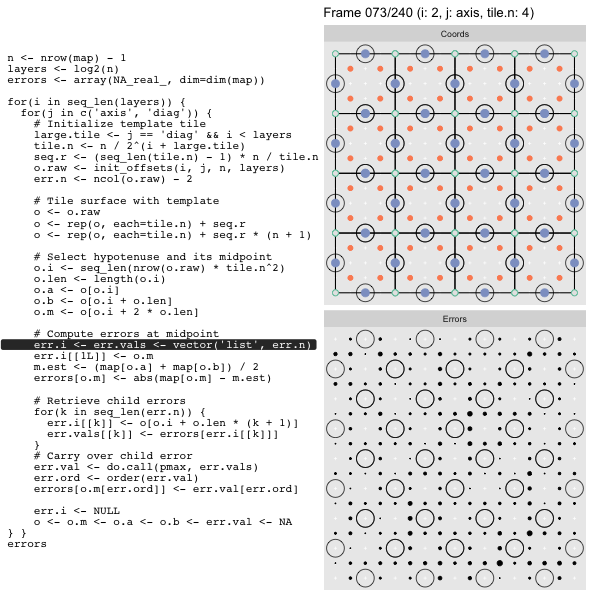 Frame 073/240 (i: 2, j: axis, tile.n: 4)
Coords
n <- nrow(map) - 1
layers <- log2(n)
errors <- array(NA_real_, dim=dim(map))
for(i in seq_len(layers)) {
  for(j in c('axis', 'diag')) {
    # Initialize template tile
    large.tile <- j == 'diag' && i < layers
    tile.n <- n / 2^(i + large.tile)
    seq.r <- (seq_len(tile.n) - 1) * n / tile.n
    o.raw <- init_offsets(i, j, n, layers)
    err.n <- ncol(o.raw) - 2
    # Tile surface with template
    o <- o.raw
    o <- rep(o, each=tile.n) + seq.r
    o <- rep(o, each=tile.n) + seq.r * (n + 1)
    # Select hypotenuse and its midpoint
    o.i <- seq_len(nrow(o.raw) * tile.n^2)
    o.len <- length(o.i)
    o.a <- o[o.i]
    o.b <- o[o.i + o.len]
    o.m <- o[o.i + 2 * o.len]
    # Compute errors at midpoint
    err.i <- err.vals <- vector('list', err.n)
    err.i[[1L]] <- o.m
    m.est <- (map[o.a] + map[o.b]) / 2
    errors[o.m] <- abs(map[o.m] - m.est)
    # Retrieve child errors
    for(k in seq_len(err.n)) {
      err.i[[k]] <- o[o.i + o.len * (k + 1)]
      err.vals[[k]] <- errors[err.i[[k]]]
    }
    # Carry over child error
    err.val <- do.call(pmax, err.vals)
    err.ord <- order(err.val)
    errors[o.m[err.ord]] <- err.val[err.ord]
    err.i <- NULL
    o <- o.m <- o.a <- o.b <- err.val <- NA
} }
errors
Errors